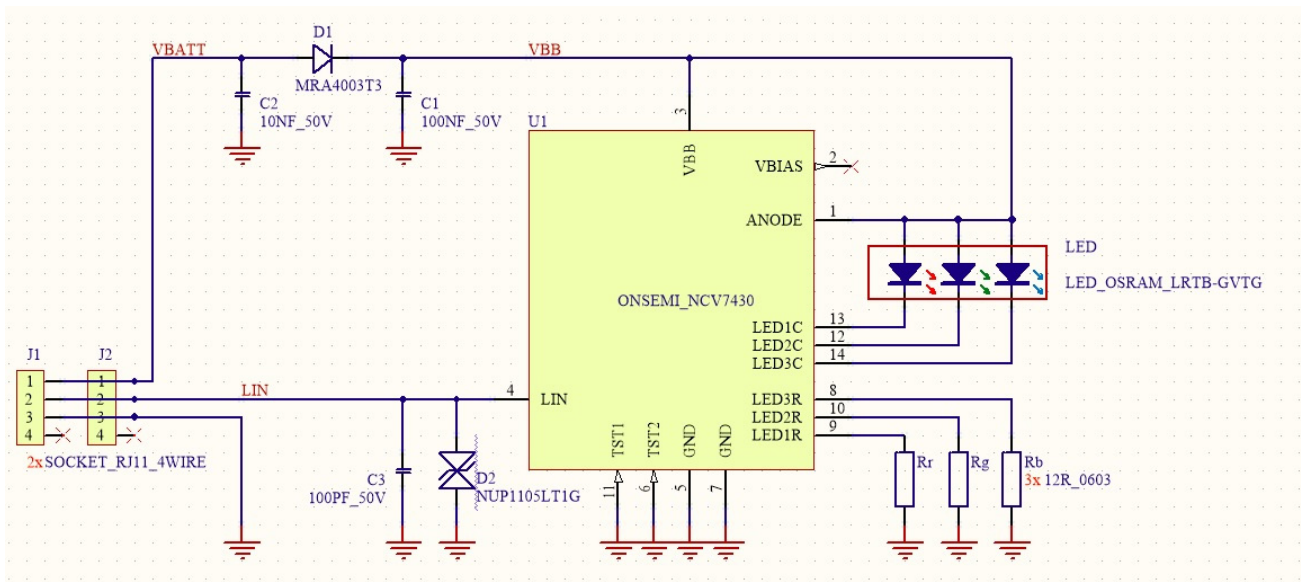 D1
VBATT
VBB
MRA4003T3
C2
10NF_50V
C1
100NF_50V
U1
3
VBB
VBIAS
2
ANODE
1
LED
LED_OSRAM_LRTB-GVTG
ONSEMI_NCV7430
LED1C
13
LED2C
12
LED3C
14
J1
J2
1
2
3
4
1
2
3
4
2x SOCKET_RJ11_4WIRE
LIN
4
LIN
LED3R
8
LED2R
10
LED1R
9
TST1
TST2
GND
GND
11
6
5
7
C3
100PF_50V
D2
NUP1105LT1G
Rr
Rg
Rb
3x 12R_0603